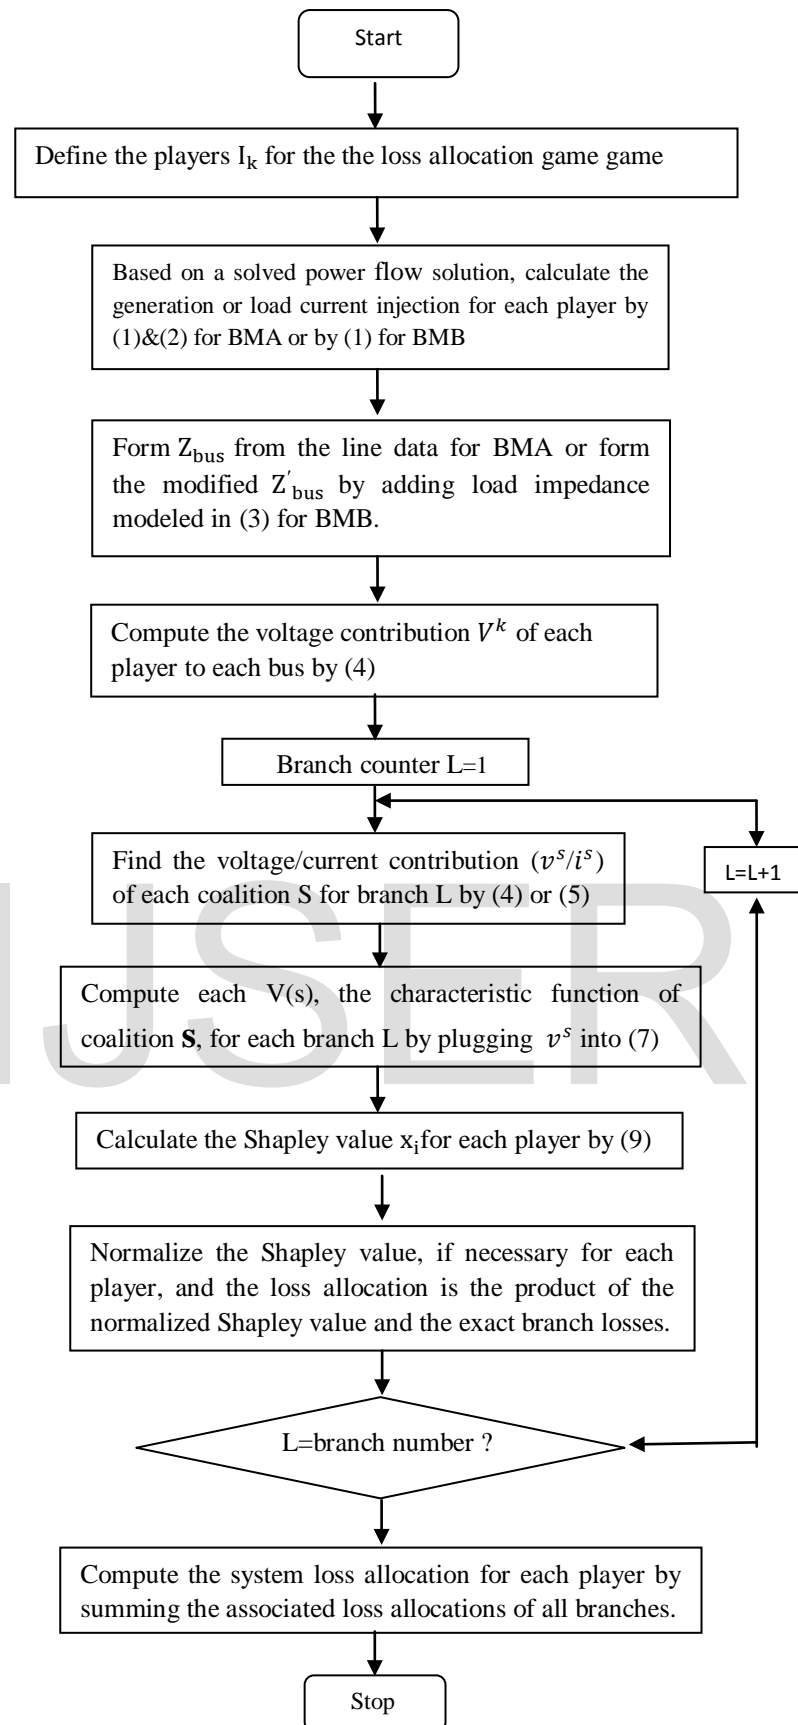 Start
Define the players I_k for the the loss allocation game game
Based on a solved power flow solution, calculate the
generation or load current injection for each player by
(1)&(2) for BMA or by (1) for BMB
Form Z_bus from the line data for BMA or form
the modified Z'_bus by adding load impedance
modeled in (3) for BMB.
Compute the voltage contribution V^k of each
player to each bus by (4)
Branch counter L=1
Find the voltage/current contribution (v^s/i^s)
of each coalition S for branch L by (4) or (5)
L=L+1
Compute each V(s), the characteristic function of
coalition S, for each branch L by plugging v^s into (7)
Calculate the Shapley value x_i for each player by (9)
Normalize the Shapley value, if necessary for each
player, and the loss allocation is the product of the
normalized Shapley value and the exact branch losses.
L=branch number ?
Compute the system loss allocation for each player by
summing the associated loss allocations of all branches.
Stop
IJSER